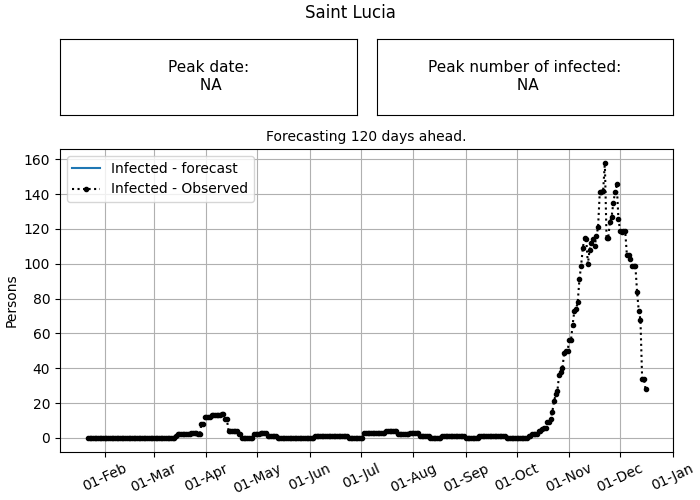 Saint Lucia
Peak date:
NA
Peak number of infected:
NA
Forecasting 120 days ahead.
Infected - forecast
Infected - Observed
Persons
160
140
120
100
80
60
40
20
0
01-Feb 01-Mar 01-Apr 01-May 01-Jun 01-Jul 01-Aug 01-Sep 01-Oct 01-Nov 01-Dec 01-Jan